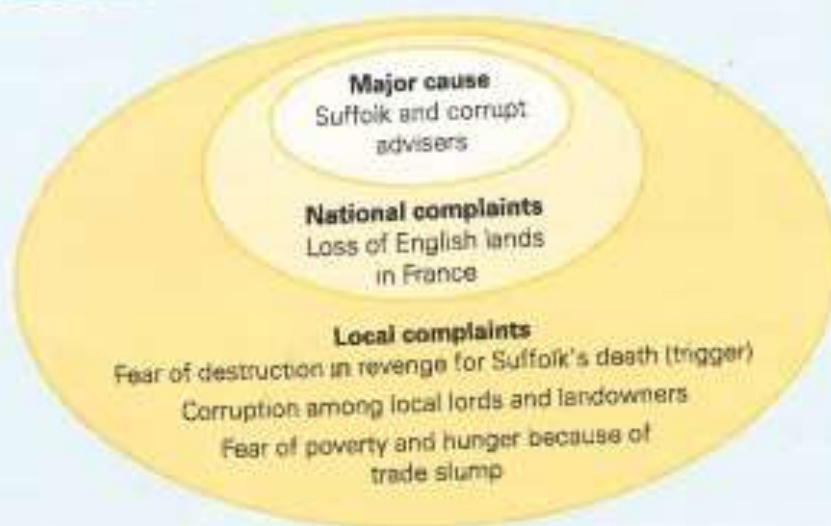 Major cause
Suffolk and corrupt
advisers
National complaints
Loss of English lands
in France
Local complaints
Fear of destruction in revenge for Suffolk's death (trigger)
Corruption among local lords and landowners
Fear of poverty and hunger because of
trade slump